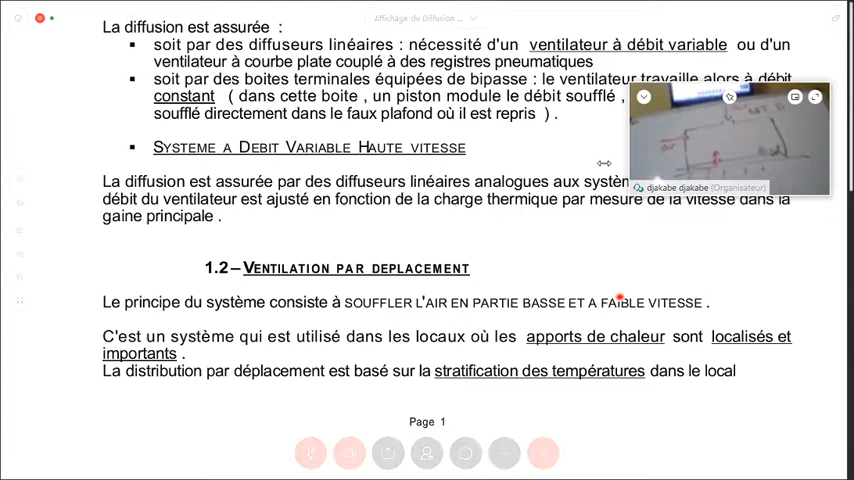 Affichage de Diffusion ...
La diffusion est assurée :
▪ soit par des diffuseurs linéaires : nécessité d'un ventilateur à débit variable ou d'un
ventilateur à courbe plate couplé à des registres pneumatiques
▪ soit par des boites terminales équipées de bipasse : le ventilateur travaille alors à débit
constant ( dans cette boite , un piston module le débit soufflé ,
soufflé directement dans le faux plafond où il est repris ) .
▪ SYSTEME A DEBIT VARIABLE HAUTE VITESSE
djakabe djakabe (Organisateur)
La diffusion est assurée par des diffuseurs linéaires analogues aux systèm
débit du ventilateur est ajusté en fonction de la charge thermique par mesure de la vitesse dans la
gaine principale .
1.2 – VENTILATION PAR DEPLACEMENT
Le principe du système consiste à SOUFFLER L'AIR EN PARTIE BASSE ET A FAIBLE VITESSE .
C'est un système qui est utilisé dans les locaux où les apports de chaleur sont localisés et
importants .
La distribution par déplacement est basé sur la stratification des températures dans le local
Page 1